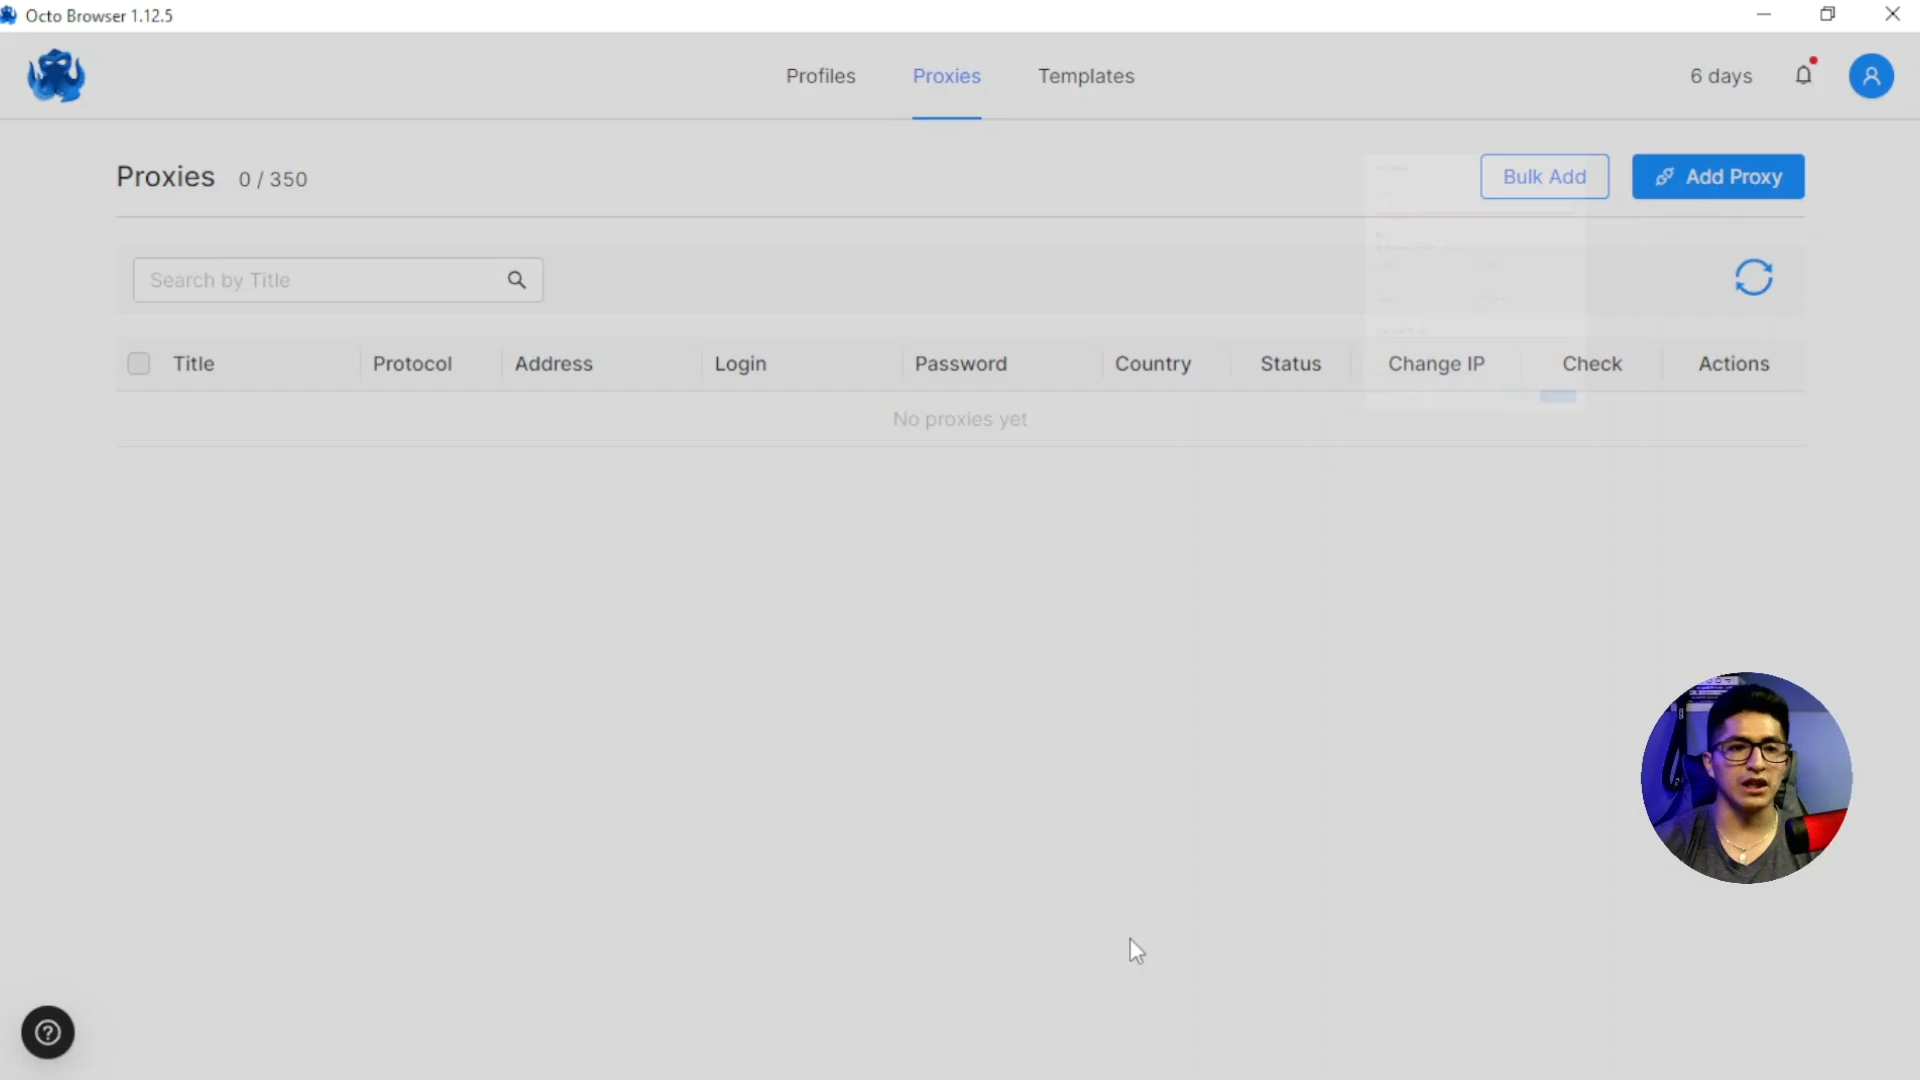 Octo Browser 1.12.5
Profiles Proxies Templates 6 days
Proxies 0 / 350 Bulk Add Add Proxy
Search by Title
Title Protocol Address Login Password Country Status Change IP Check Actions
No proxies yet